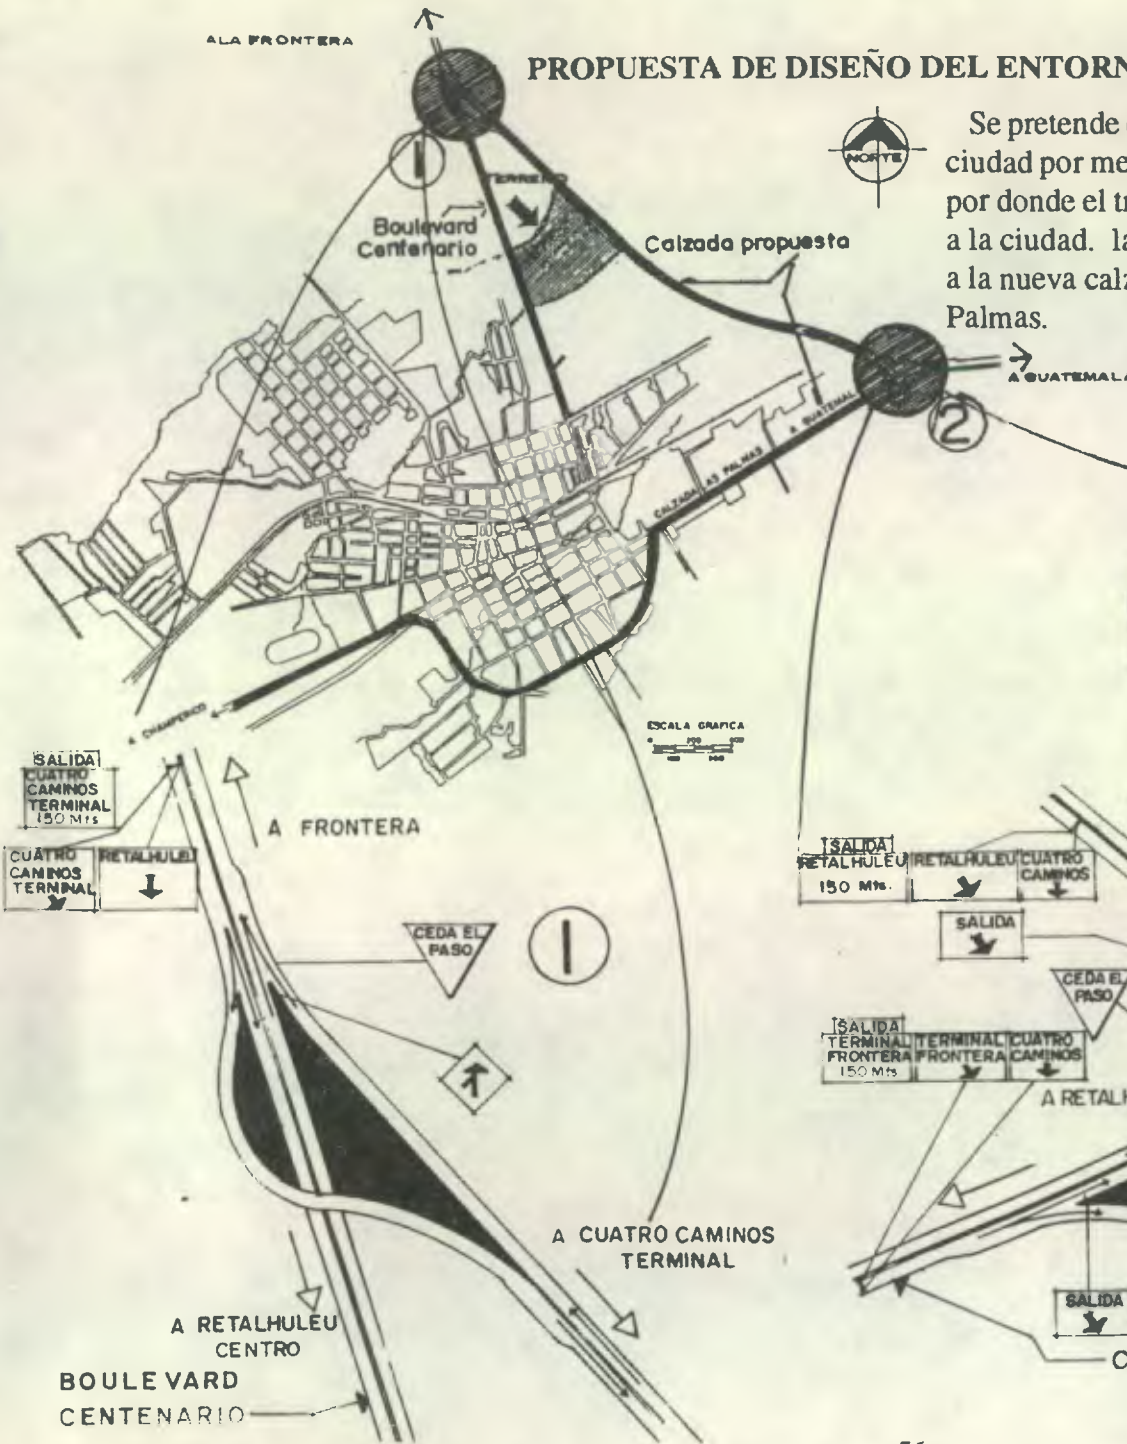 A LA FRONTERA
PROPUESTA DE DISEÑO DEL ENTORN
NORTE
Se pretende
ciudad por me
por donde el tr
a la ciudad. la
a la nueva calz
Palmas.
1
TERRENO
Boulevard
Centenario
Calzada propuesta
A GUATEMALA
2
CALZADA LAS PALMAS
A GUATEMAL
A CHAMPERICO
ESCALA GRAFICA
SALIDA
CUATRO
CAMINOS
TERMINAL
150 Mts
CUATRO
CAMINOS
TERMINAL
RETALHULEU
A FRONTERA
CEDA EL
PASO
1
A CUATRO CAMINOS
TERMINAL
A RETALHULEU
CENTRO
BOULEVARD
CENTENARIO
SALIDA
RETALHULEU
150 Mts.
RETALHULEU
CUATRO
CAMINOS
SALIDA
CEDA EL
PASO
SALIDA
TERMINAL
FRONTERA
150 Mts
TERMINAL
FRONTERA
CUATRO
CAMINOS
A RETALH
SALIDA
C